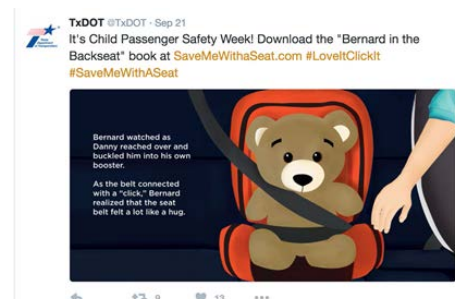 TxDOT @TxDOT · Sep 21
It's Child Passenger Safety Week! Download the "Bernard in the
Backseat" book at SaveMeWithaSeat.com #LoveItClickIt
#SaveMeWithASeat
Bernard watched as
Danny reached over and
buckled him into his own
booster.
As the belt connected
with a "click," Bernard
realized that the seat
belt felt a lot like a hug.
9
13